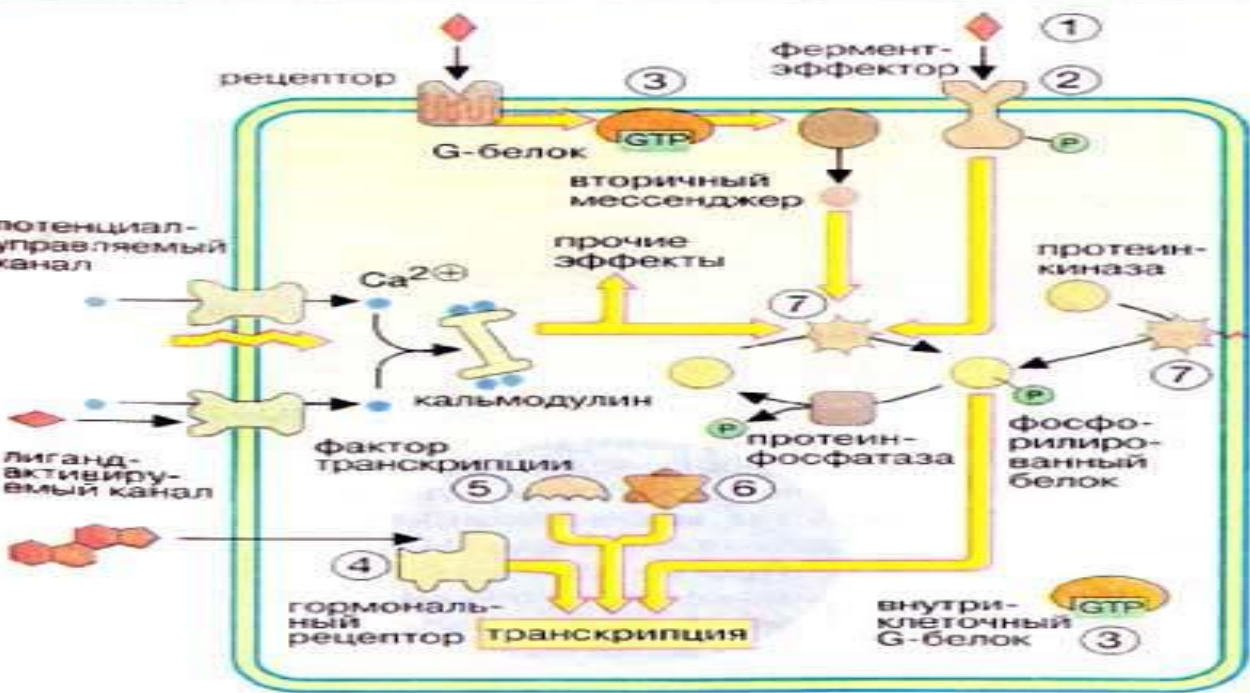 1
фермент-
эффектор
2
рецептор
3
GTP
G-белок
P
вторичный
мессенджер
потенциал-
управляемый
канал
прочие
эффекты
Ca2+
протеин-
киназа
7
7
кальмодулин
P
P
протеин-
фосфатаза
фосфо-
рилиро-
ванный
белок
лиганд-
активиру-
емый канал
фактор
транскрипции
5
6
4
гормональ-
ный
рецептор
транскрипция
внутри-
клеточный
G-белок
GTP
3